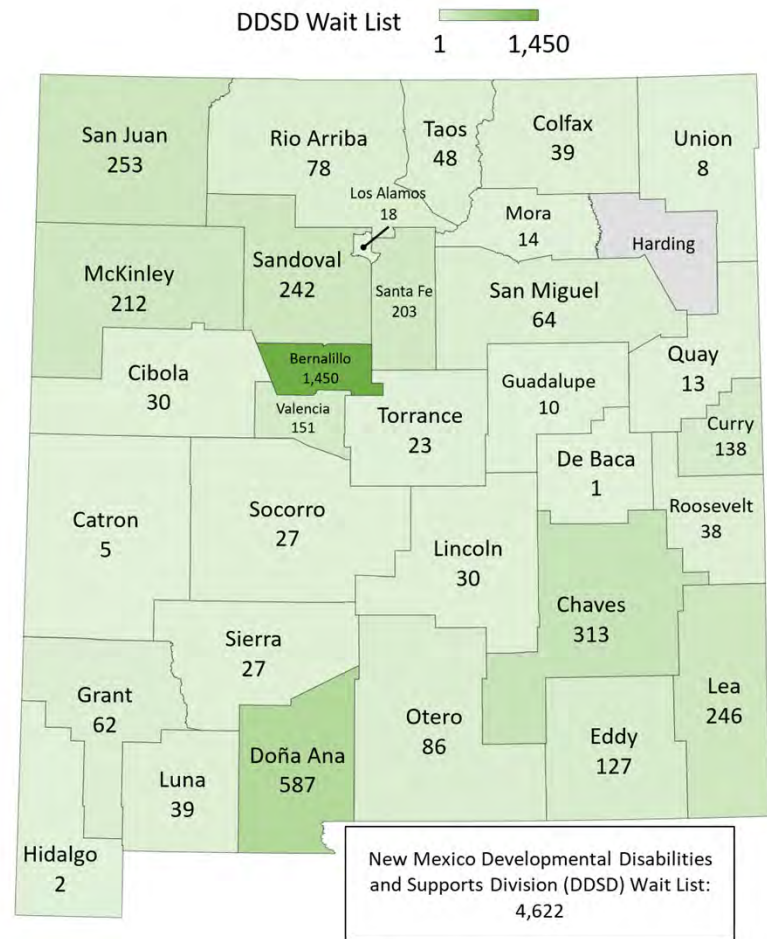 DDSD Wait List
1 1,450
San Juan
253
Rio Arriba
78
Taos
48
Colfax
39
Union
8
Los Alamos
18
Mora
14
Harding
McKinley
212
Sandoval
242
Santa Fe
203
San Miguel
64
Bernalillo
1,450
Cibola
30
Valencia
151
Torrance
23
Guadalupe
10
Quay
13
Curry
138
De Baca
1
Roosevelt
38
Catron
5
Socorro
27
Lincoln
30
Chaves
313
Sierra
27
Grant
62
Lea
246
Otero
86
Eddy
127
Doña Ana
587
Luna
39
Hidalgo
2
New Mexico Developmental Disabilities
and Supports Division (DDSD) Wait List:
4,622